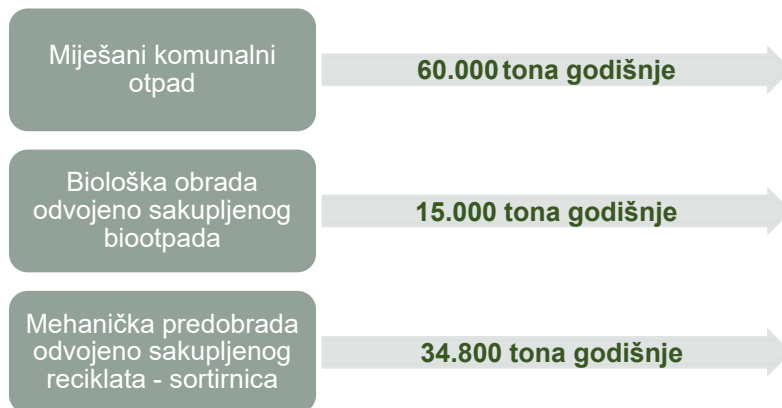 Miješani komunalni
otpad
60.000 tona godišnje
Biološka obrada
odvojeno sakupljenog
biootpada
15.000 tona godišnje
Mehanička predobrada
odvojeno sakupljenog
reciklata - sortirnica
34.800 tona godišnje